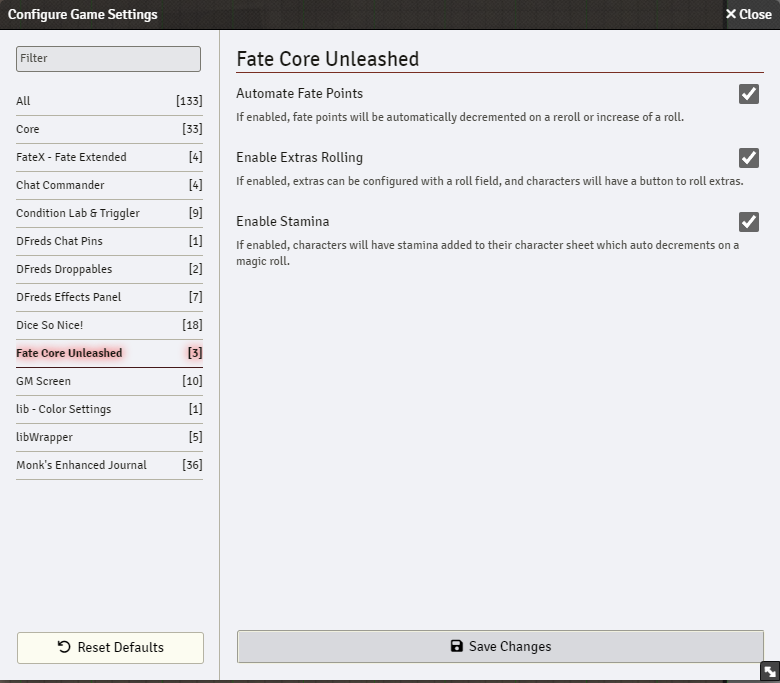 Configure Game Settings
Close
Filter
All [133]
Core [33]
FateX - Fate Extended [4]
Chat Commander [4]
Condition Lab & Triggler [9]
DFreds Chat Pins [1]
DFreds Droppables [2]
DFreds Effects Panel [7]
Dice So Nice! [18]
Fate Core Unleashed [3]
GM Screen [10]
lib - Color Settings [1]
libWrapper [5]
Monk's Enhanced Journal [36]
Reset Defaults
Fate Core Unleashed
Automate Fate Points
If enabled, fate points will be automatically decremented on a reroll or increase of a roll.
Enable Extras Rolling
If enabled, extras can be configured with a roll field, and characters will have a button to roll extras.
Enable Stamina
If enabled, characters will have stamina added to their character sheet which auto decrements on a
magic roll.
Save Changes